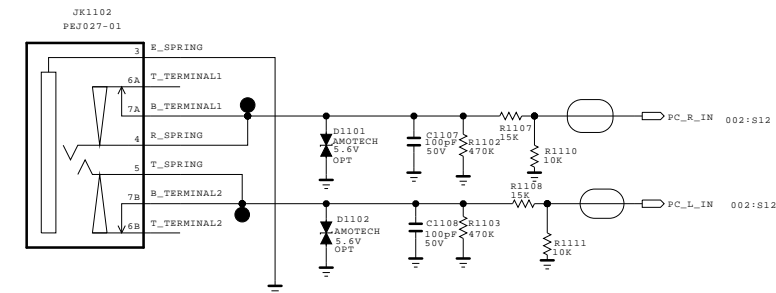 JK1102
PEJ027-01
3 E_SPRING
6A T_TERMINAL1
7A B_TERMINAL1
4 R_SPRING
5 T_SPRING
7B B_TERMINAL2
6B T_TERMINAL2
D1101
AMOTECH
5.6V
OPT
C1107
100pF
50V
R1102
470K
R1107
15K
R1110
10K
PC_R_IN 002:S12
D1102
AMOTECH
5.6V
OPT
C1108
100pF
50V
R1103
470K
R1108
15K
R1111
10K
PC_L_IN 002:S12